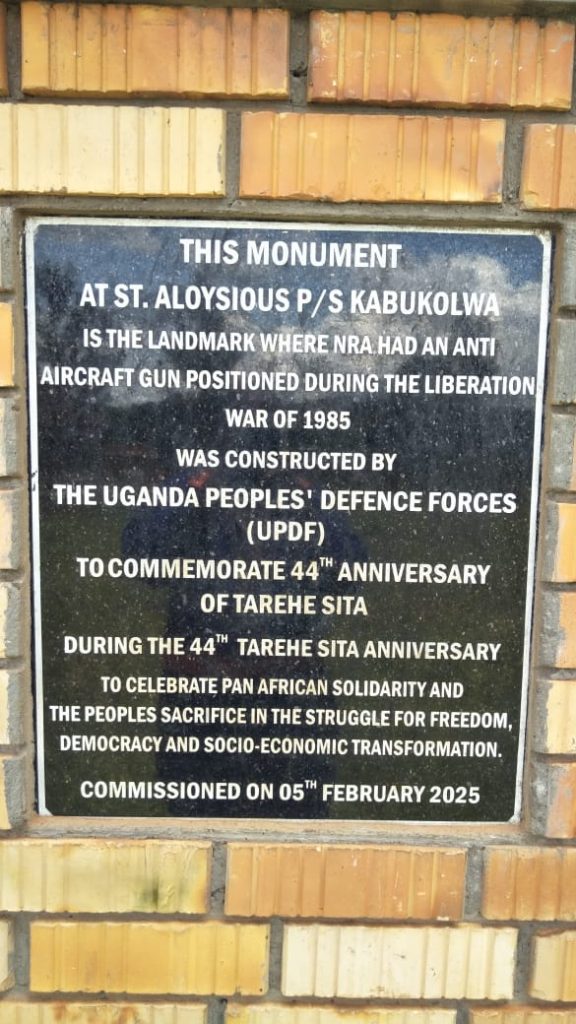 THIS MONUMENT
AT ST. ALOYSIOUS P/S KABUKOLWA
IS THE LANDMARK WHERE NRA HAD AN ANTI
AIRCRAFT GUN POSITIONED DURING THE LIBERATION
WAR OF 1985
WAS CONSTRUCTED BY
THE UGANDA PEOPLES' DEFENCE FORCES
(UPDF)
TO COMMEMORATE 44TH ANNIVERSARY
OF TAREHE SITA
DURING THE 44TH TAREHE SITA ANNIVERSARY
TO CELEBRATE PAN AFRICAN SOLIDARITY AND
THE PEOPLES SACRIFICE IN THE STRUGGLE FOR FREEDOM,
DEMOCRACY AND SOCIO-ECONOMIC TRANSFORMATION.
COMMISSIONED ON 05TH FEBRUARY 2025